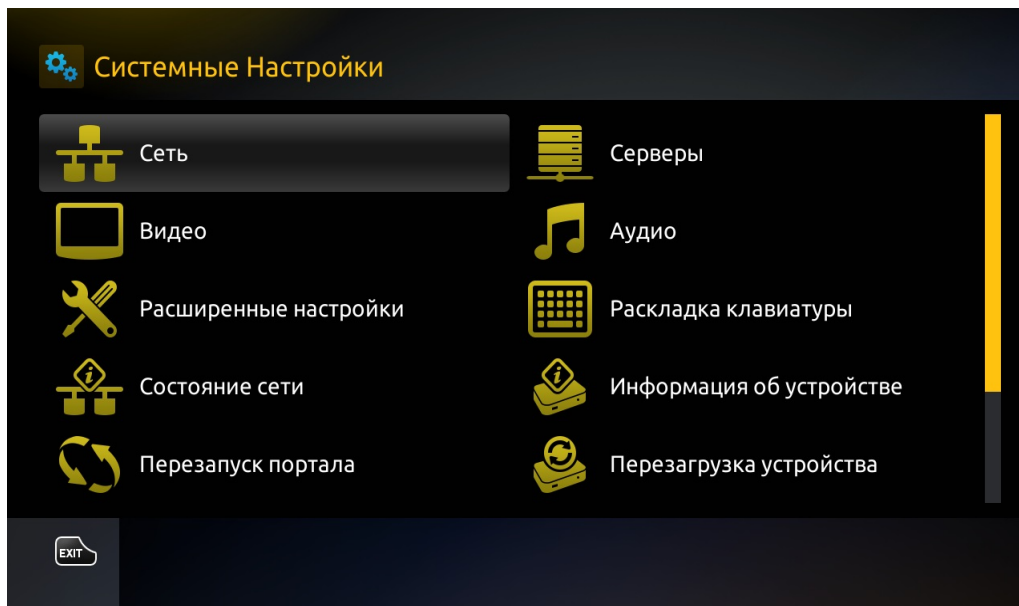 Системные Настройки
Сеть
Серверы
Видео
Аудио
Расширенные настройки
Раскладка клавиатуры
Состояние сети
Информация об устройстве
Перезапуск портала
Перезагрузка устройства
EXIT